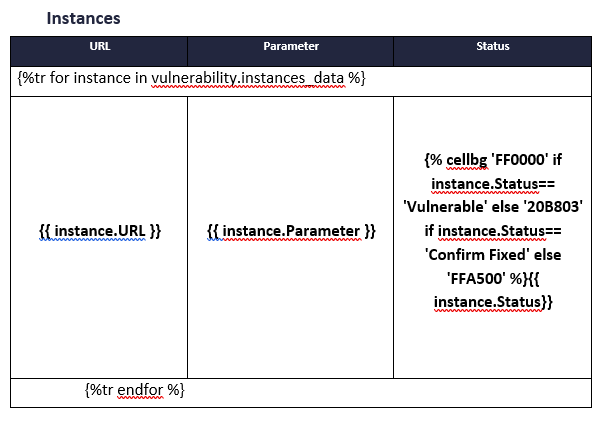 Instances
URL Parameter Status
{%tr for instance in vulnerability.instances_data %}
{{ instance.URL }}
{{ instance.Parameter }}
{% cellbg 'FF0000' if
instance.Status==
'Vulnerable' else '20B803'
if instance.Status==
'Confirm Fixed' else
'FFA500' %}{{
instance.Status}}
{%tr endfor %}